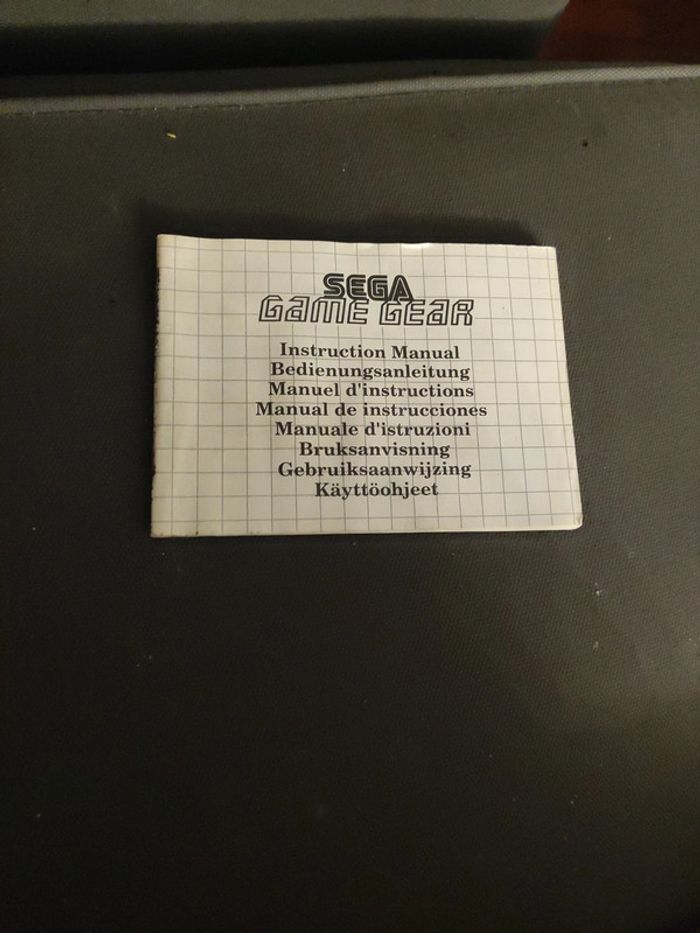 SEGA
GAME GEAR
Instruction Manual
Bedienungsanleitung
Manuel d'instructions
Manual de instrucciones
Manuale d'istruzioni
Bruksanvisning
Gebruiksaanwijzing
Käyttöohjeet